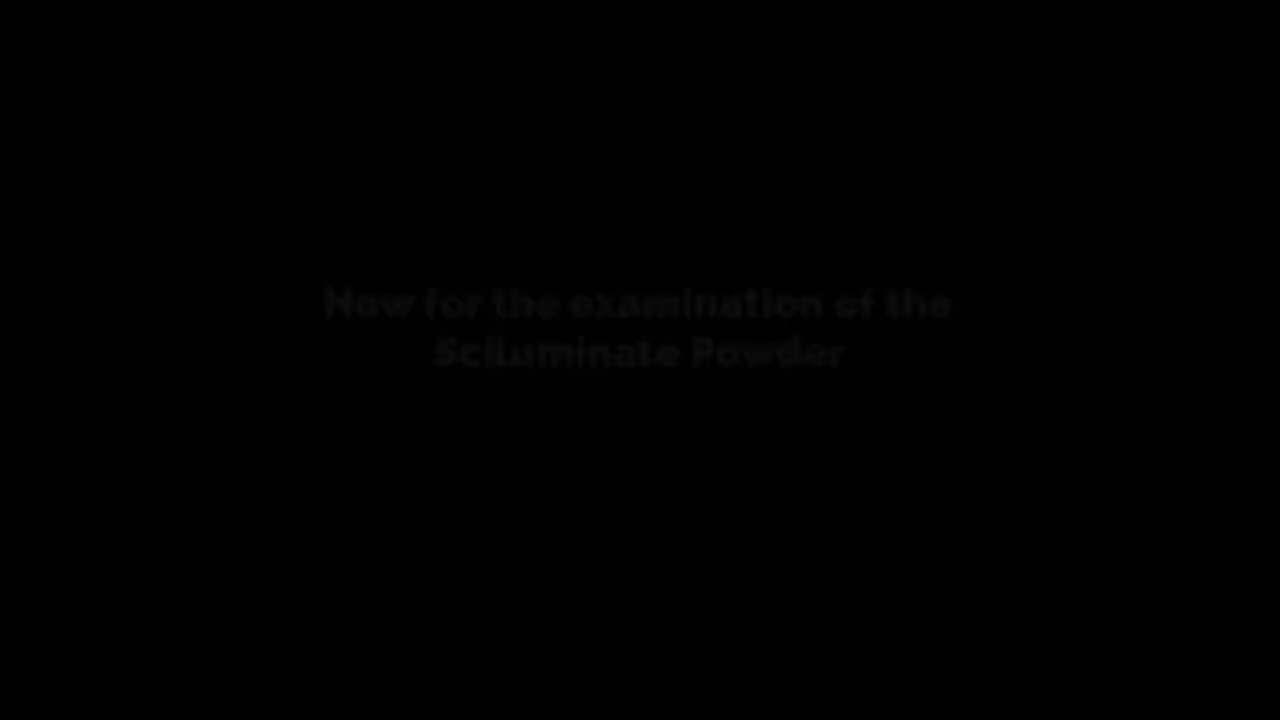 Now for the examination of the
SciLuminate Powder